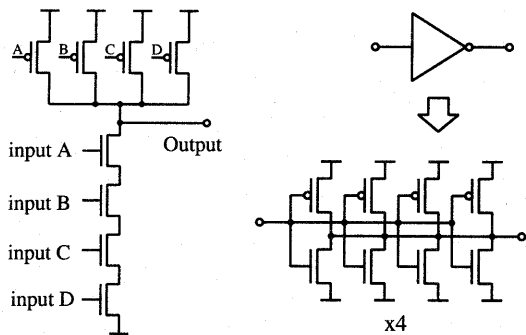 A B C D
Output
input A
input B
input C
input D
x4